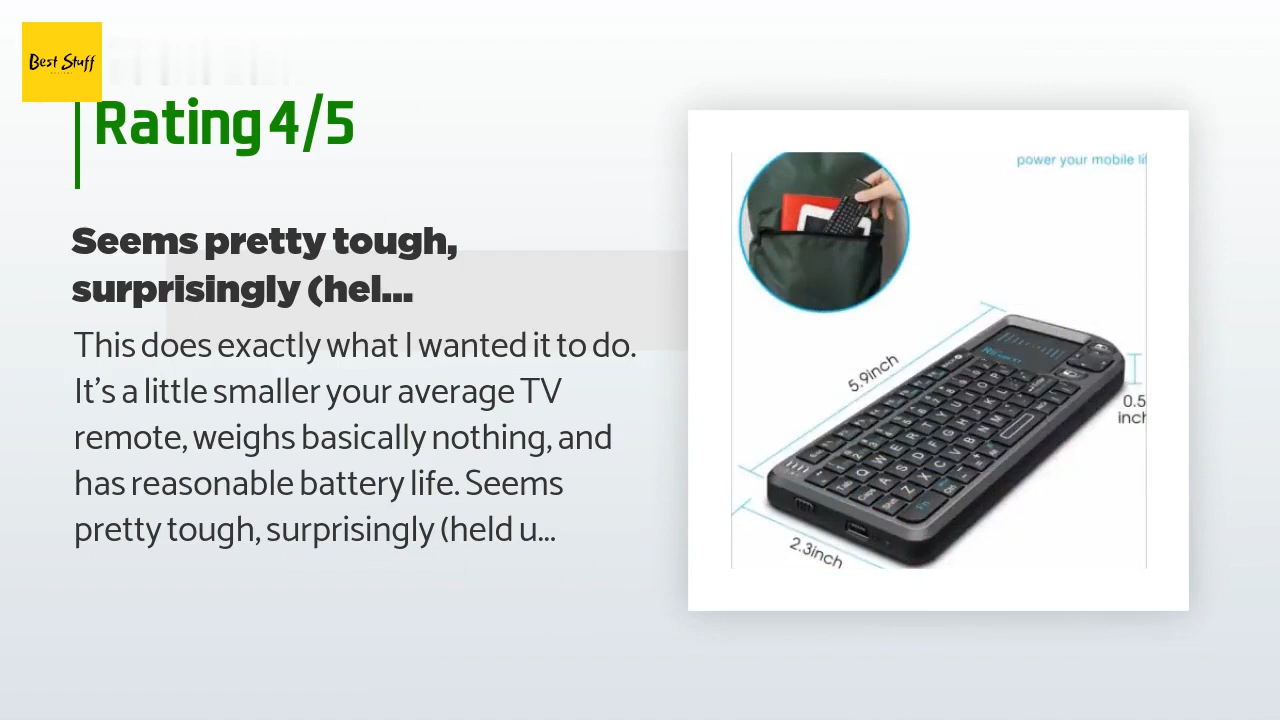 Best Stuff
Rating 4/5
Seems pretty tough,
surprisingly (hel...
This does exactly what I wanted it to do.
It's a little smaller your average TV
remote, weighs basically nothing, and
has reasonable battery life. Seems
pretty tough, surprisingly (held u...
power your mobile lif
5.9inch
0.5
inch
2.3inch